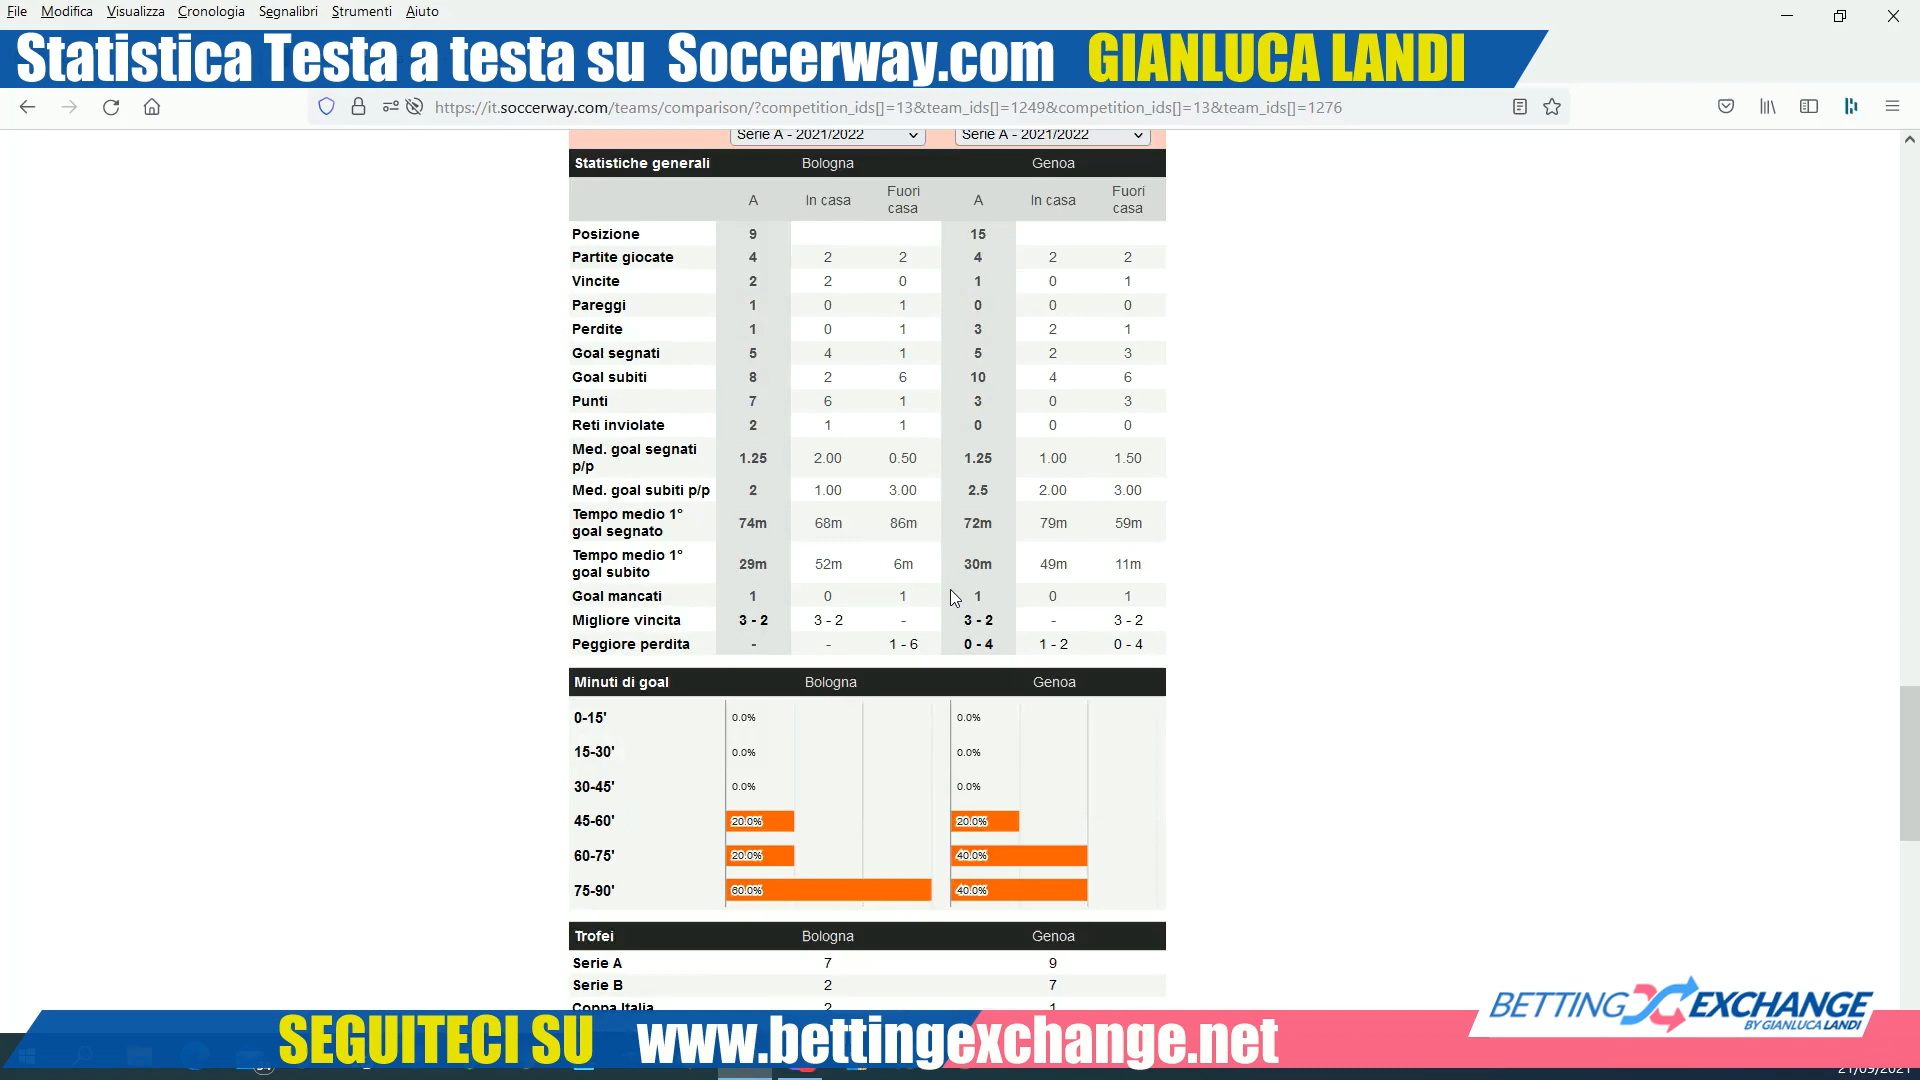 File Modifica Visualizza Cronologia Segnalibri Strumenti Aiuto
Statistica Testa a testa su Soccerway.com GIANLUCA LANDI
https://it.soccerway.com/teams/comparison/?competition_ids[]=13&team_ids[]=1249&competition_ids[]=13&team_ids[]=1276
Serie A - 2021/2022 Serie A - 2021/2022
Statistiche generali Bologna Genoa
A In casa Fuori casa A In casa Fuori casa
Posizione 9 15
Partite giocate 4 2 2 4 2 2
Vincite 2 2 0 1 0 1
Pareggi 1 0 1 0 0 0
Perdite 1 0 1 3 2 1
Goal segnati 5 4 1 5 2 3
Goal subiti 8 2 6 10 4 6
Punti 7 6 1 3 0 3
Reti inviolate 2 1 1 0 0 0
Med. goal segnati p/p 1.25 2.00 0.50 1.25 1.00 1.50
Med. goal subiti p/p 2 1.00 3.00 2.5 2.00 3.00
Tempo medio 1° goal segnato 74m 68m 86m 72m 79m 59m
Tempo medio 1° goal subito 29m 52m 6m 30m 49m 11m
Goal mancati 1 0 1 1 0 1
Migliore vincita 3 - 2 3 - 2 - 3 - 2 - 3 - 2
Peggiore perdita - - 1 - 6 0 - 4 1 - 2 0 - 4
Minuti di goal Bologna Genoa
0-15' 0.0% 0.0%
15-30' 0.0% 0.0%
30-45' 0.0% 0.0%
45-60' 20.0% 20.0%
60-75' 20.0% 40.0%
75-90' 60.0% 40.0%
Trofei Bologna Genoa
Serie A 7 9
Serie B 2 7
Coppa Italia 2 1
BETTING EXCHANGE
BY GIANLUCA LANDI
SEGUITECI SU www.bettingexchange.net
21/09/2021